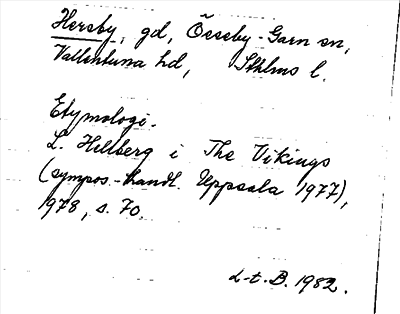 Hersby, gd, Össeby-Garn sn,
Vallentuna hd, Sthlms l.
Etymologi.
L. Hellberg i The Vikings
(sympos.-handl. Uppsala 1977),
1978, s. 70.
L-t. B. 1982.